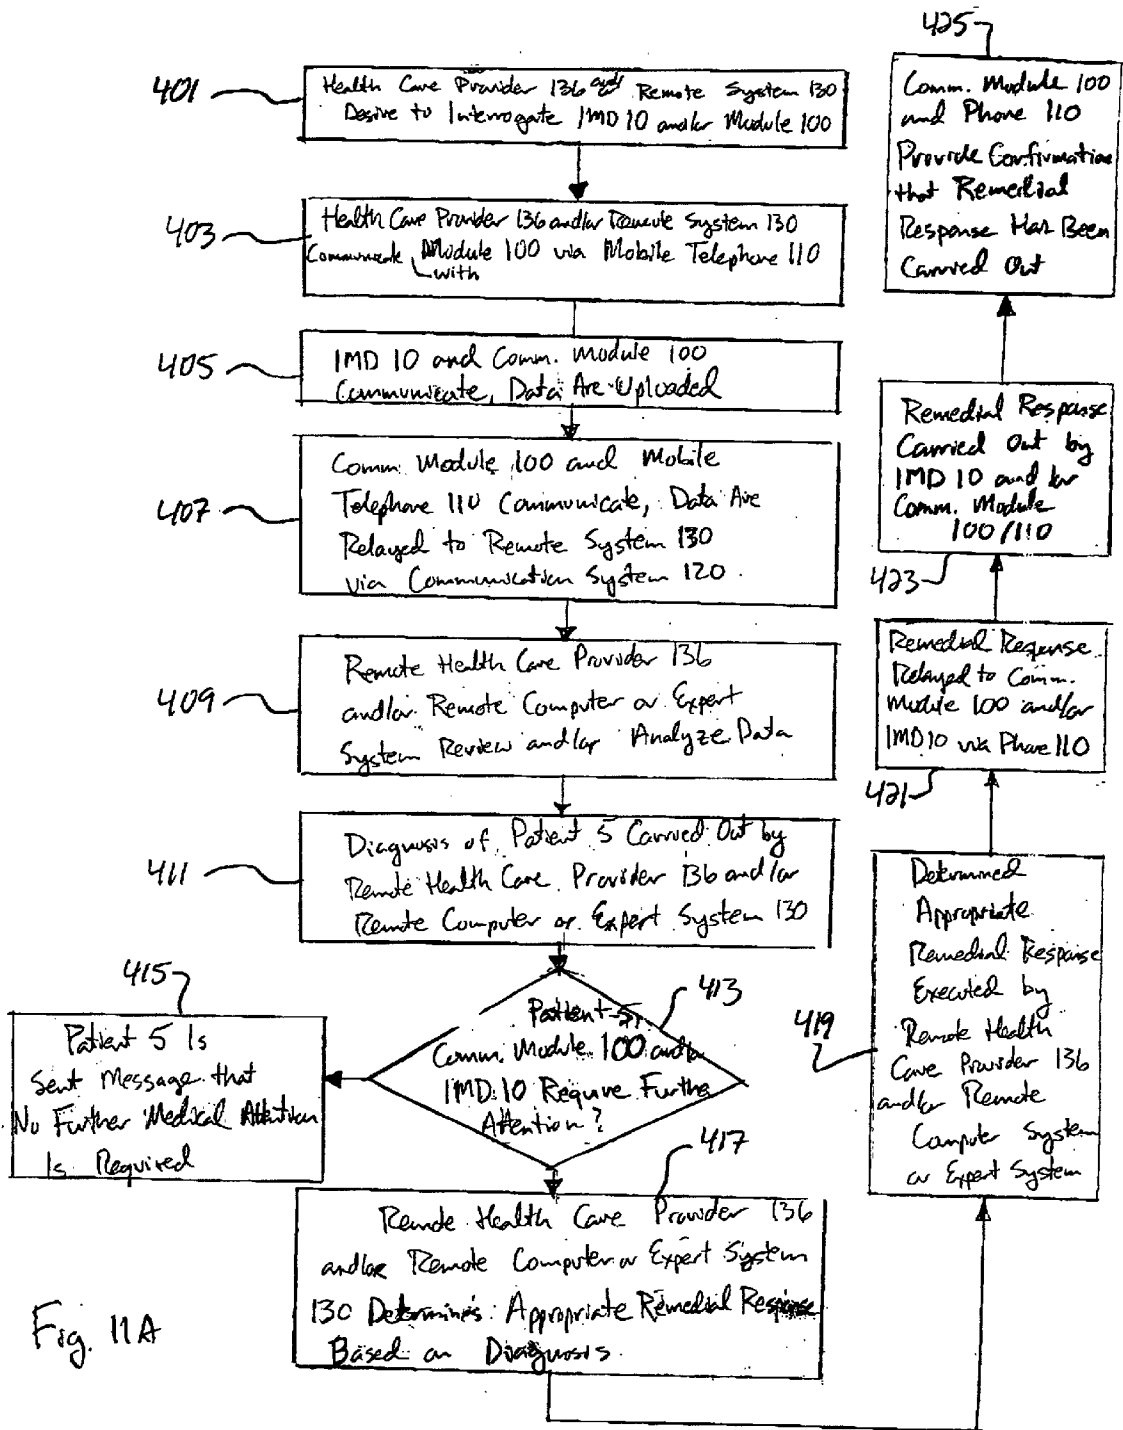 401
Health Care Provider 136 and/ Remote System 130
Desire to Interrogate IMD 10 and/or Module 100
403
Health Care Provider 136 and/or Remote System 130
Communicate with Module 100 via Mobile Telephone 110
405
IMD 10 and Comm. Module 100
Communicate, Data Are Uploaded
407
Comm. Module 100 and Mobile
Telephone 110 Communicate, Data Are
Relayed to Remote System 130
via Communication System 120.
409
Remote Health Care Provider 136
and/or Remote Computer or Expert
System Review and/or Analyze Data
411
Diagnosis of Patient 5 Carried Out by
Remote Health Care Provider 136 and/or
Remote Computer or Expert System 130
413
Patient 5,
Comm. Module 100 and/or
IMD 10 Require Further
Attention?
415
Patient 5 Is
Sent Message that
No Further Medical Attention
Is Required
417
Remote Health Care Provider 136
and/or Remote Computer or Expert System
130 Determines Appropriate Remedial Response
Based on Diagnosis.
419
Determined
Appropriate
Remedial Response
Executed by
Remote Health
Care Provider 136
and/or Remote
Computer System
or Expert System
421
Remedial Response
Relayed to Comm.
Module 100 and/or
IMD 10 via Phone 110
423
Remedial Response
Carried Out by
IMD 10 and/or
Comm. Module
100/110
425
Comm. Module 100
and Phone 110
Provide Confirmation
that Remedial
Response Has Been
Carried Out
Fig. 11A